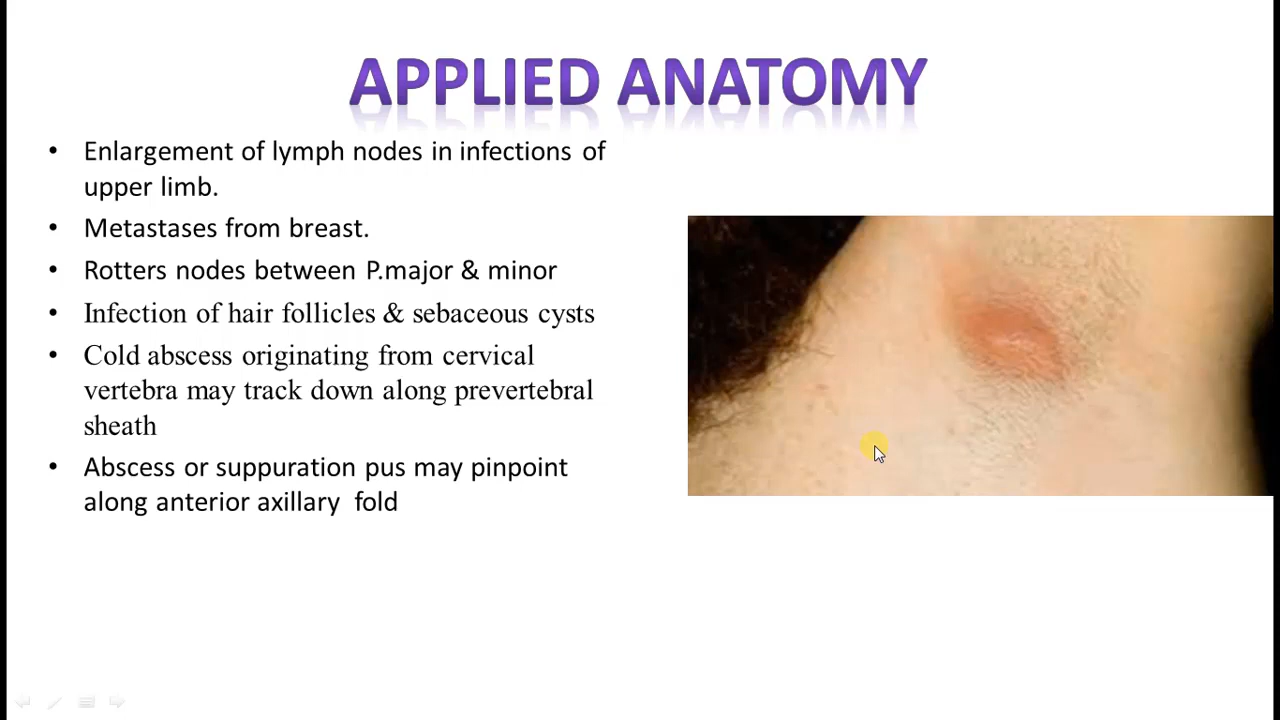 APPLIED ANATOMY
• Enlargement of lymph nodes in infections of
upper limb.
• Metastases from breast.
• Rotters nodes between P.major & minor
• Infection of hair follicles & sebaceous cysts
• Cold abscess originating from cervical
vertebra may track down along prevertebral
sheath
• Abscess or suppuration pus may pinpoint
along anterior axillary fold